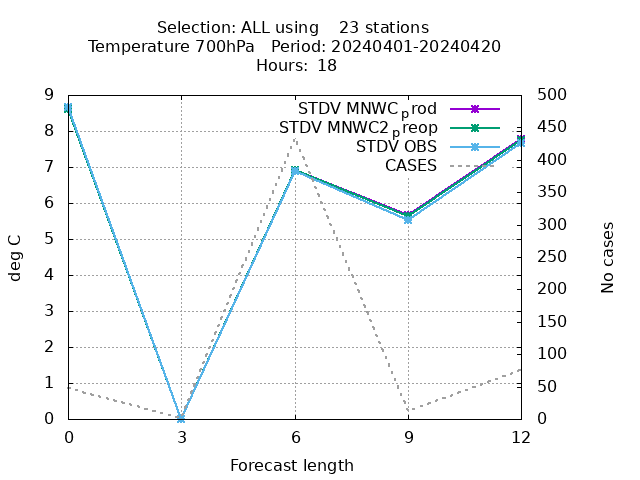 Selection: ALL using 23 stations
Temperature 700hPa Period: 20240401-20240420
Hours: 18
STDV MNWC_prod
STDV MNWC2_preop
STDV OBS
CASES
deg C
No cases
9
8
7
6
5
4
3
2
1
0
500
450
400
350
300
250
200
150
100
50
0
0 3 6 9 12
Forecast length